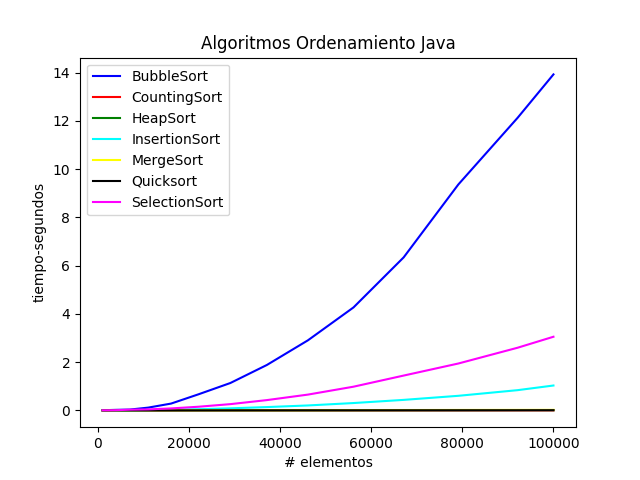 Algoritmos Ordenamiento Java
BubbleSort
CountingSort
HeapSort
InsertionSort
MergeSort
Quicksort
SelectionSort
tiempo-segundos
14
12
10
8
6
4
2
0
0 20000 40000 60000 80000 100000
# elementos